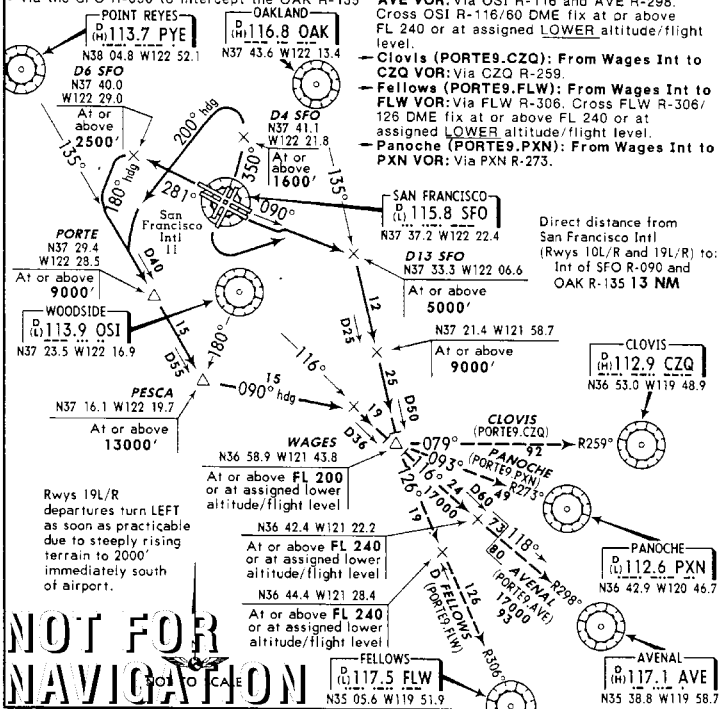 via the SFO R-090 to intercept the OAK R-135
AVE VOR: Via OSI R-116 and AVE R-298.
Cross OSI R-116/60 DME fix at or above
FL 240 or at assigned LOWER altitude/flight
level.
Clovis (PORTE9.CZQ): From Wages Int to
CZQ VOR: Via CZQ R-259.
Fellows (PORTE9.FLW): From Wages Int to
FLW VOR: Via FLW R-306. Cross FLW R-306/
126 DME fix at or above FL 240 or at
assigned LOWER altitude/flight level.
Panoche (PORTE9.PXN): From Wages Int to
PXN VOR: Via PXN R-273.
POINT REYES
D
(H) 113.7 PYE
N38 04.8 W122 52.1
OAKLAND
D
(H) 116.8 OAK
N37 43.6 W122 13.4
D6 SFO
N37 40.0
W122 29.0
At or
above
2500'
D4 SFO
N37 41.1
W122 21.8
At or
above
1600'
135°
180° hdg
200° hdg
350°
135°
281°
090°
San
Francisco
Intl
11
SAN FRANCISCO
D
(L) 115.8 SFO
N37 37.2 W122 22.4
Direct distance from
San Francisco Intl
(Rwys 10L/R and 19L/R) to:
Int of SFO R-090 and
OAK R-135 13 NM
D13 SFO
N37 33.3 W122 06.6
At or above
5000'
PORTE
N37 29.4
W122 28.5
At or above
9000'
D40
12
D25
N37 21.4 W121 58.7
At or above
9000'
WOODSIDE
D
(L) 113.9 OSI
N37 23.5 W122 16.9
15
D55
180°
25
D50
PESCA
N37 16.1 W122 19.7
At or above
13000'
15
090° hdg
116°
19
D36
CLOVIS
D
(H) 112.9 CZQ
N36 53.0 W119 48.9
WAGES
N36 58.9 W121 43.8
At or above FL 200
or at assigned lower
altitude/flight level
CLOVIS
(PORTE9.CZQ)
079°
92
R259°
PANOCHE
(PORTE9.PXN)
093°
49
R273°
116°
24
17000
D60
73
80
118°
R298°
AVENAL
(PORTE9.AVE)
17000
93
126°
19
126
D FELLOWS
(PORTE9.FLW)
R306°
N36 42.4 W121 22.2
At or above FL 240
or at assigned lower
altitude/flight level
N36 44.4 W121 28.4
At or above FL 240
or at assigned lower
altitude/flight level
Rwys 19L/R
departures turn LEFT
as soon as practicable
due to steeply rising
terrain to 2000'
immediately south
of airport.
PANOCHE
D
(L) 112.6 PXN
N36 42.9 W120 46.7
AVENAL
D
(H) 117.1 AVE
N35 38.8 W119 58.7
FELLOWS
D
(L) 117.5 FLW
N35 05.6 W119 51.9
NOT TO SCALE
NOT FOR
NAVIGATION